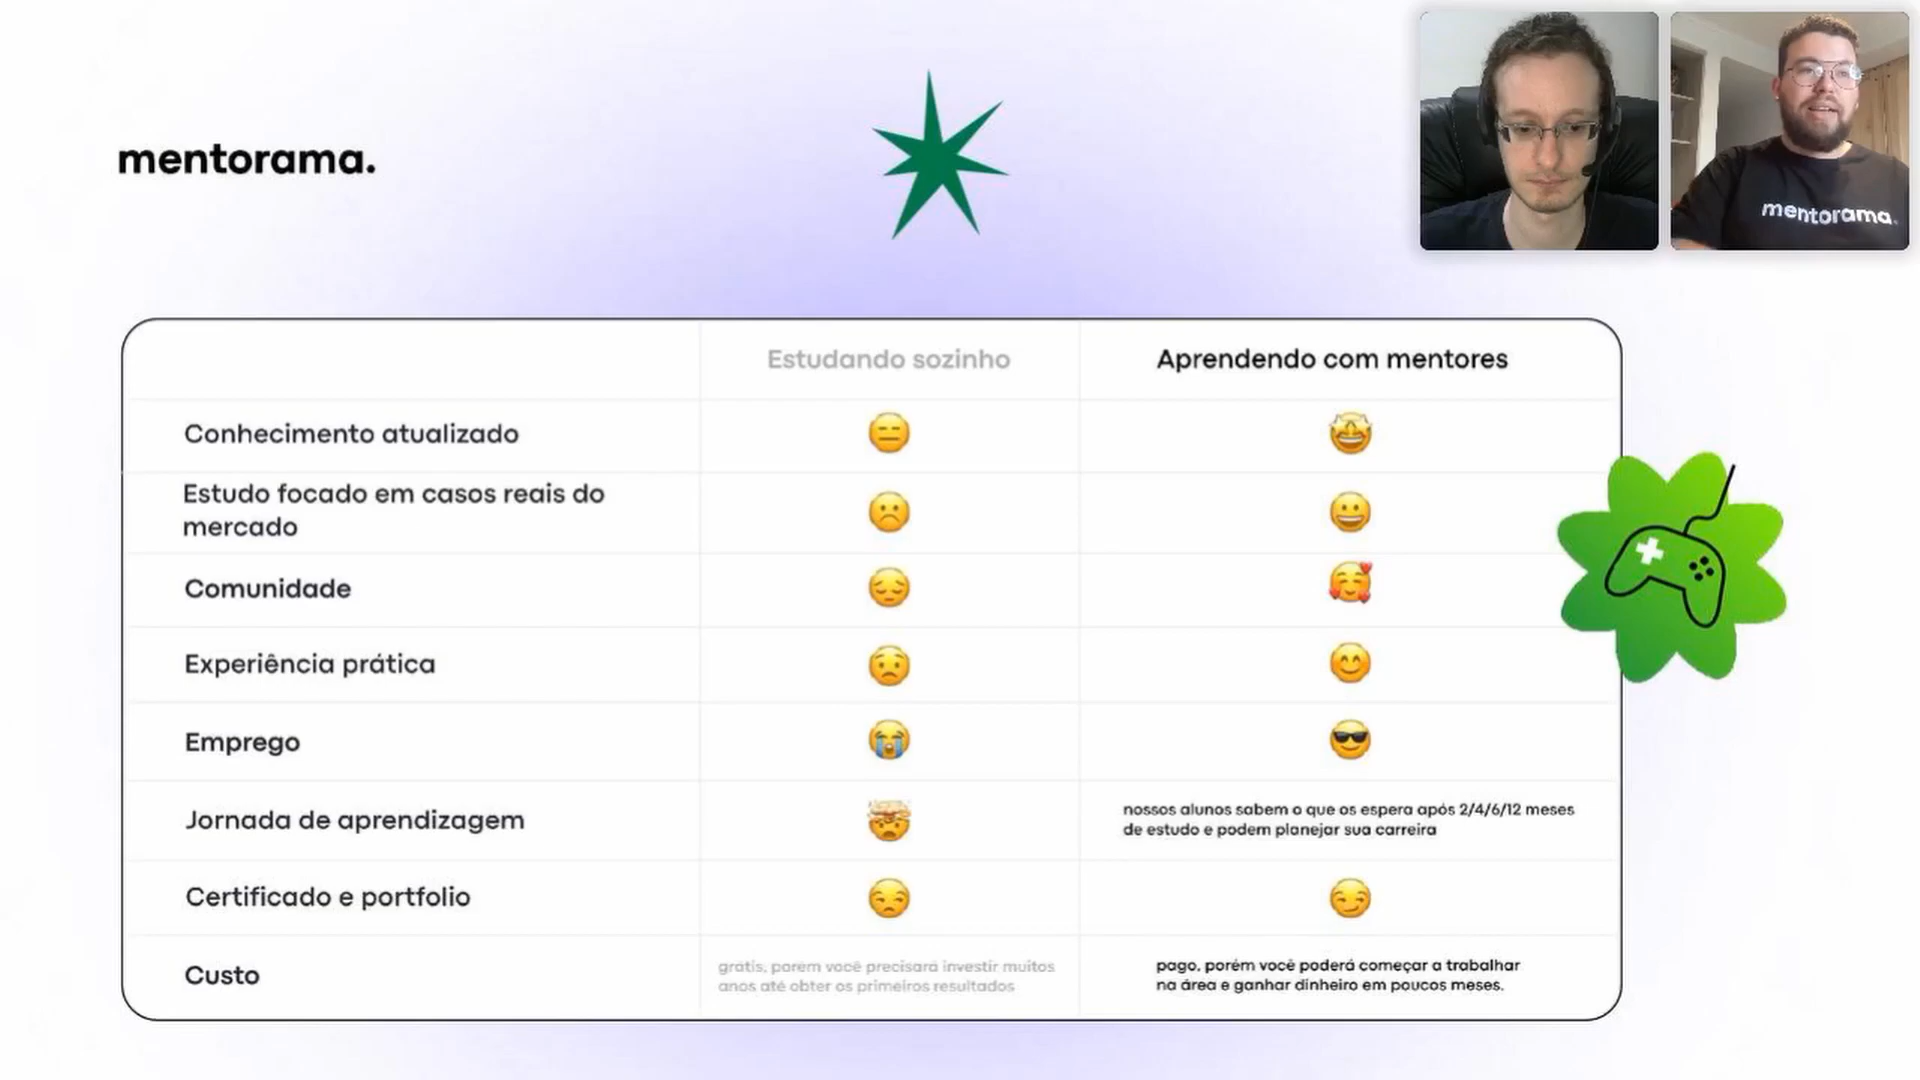 mentorama.
mentorama.
Estudando sozinho
Aprendendo com mentores
Conhecimento atualizado
Estudo focado em casos reais do
mercado
Comunidade
Experiência prática
Emprego
Jornada de aprendizagem
nossos alunos sabem o que os espera após 2/4/6/12 meses
de estudo e podem planejar sua carreira
Certificado e portfolio
Custo
grátis, porém você precisará investir muitos
anos até obter os primeiros resultados
pago, porém você poderá começar a trabalhar
na área e ganhar dinheiro em poucos meses.